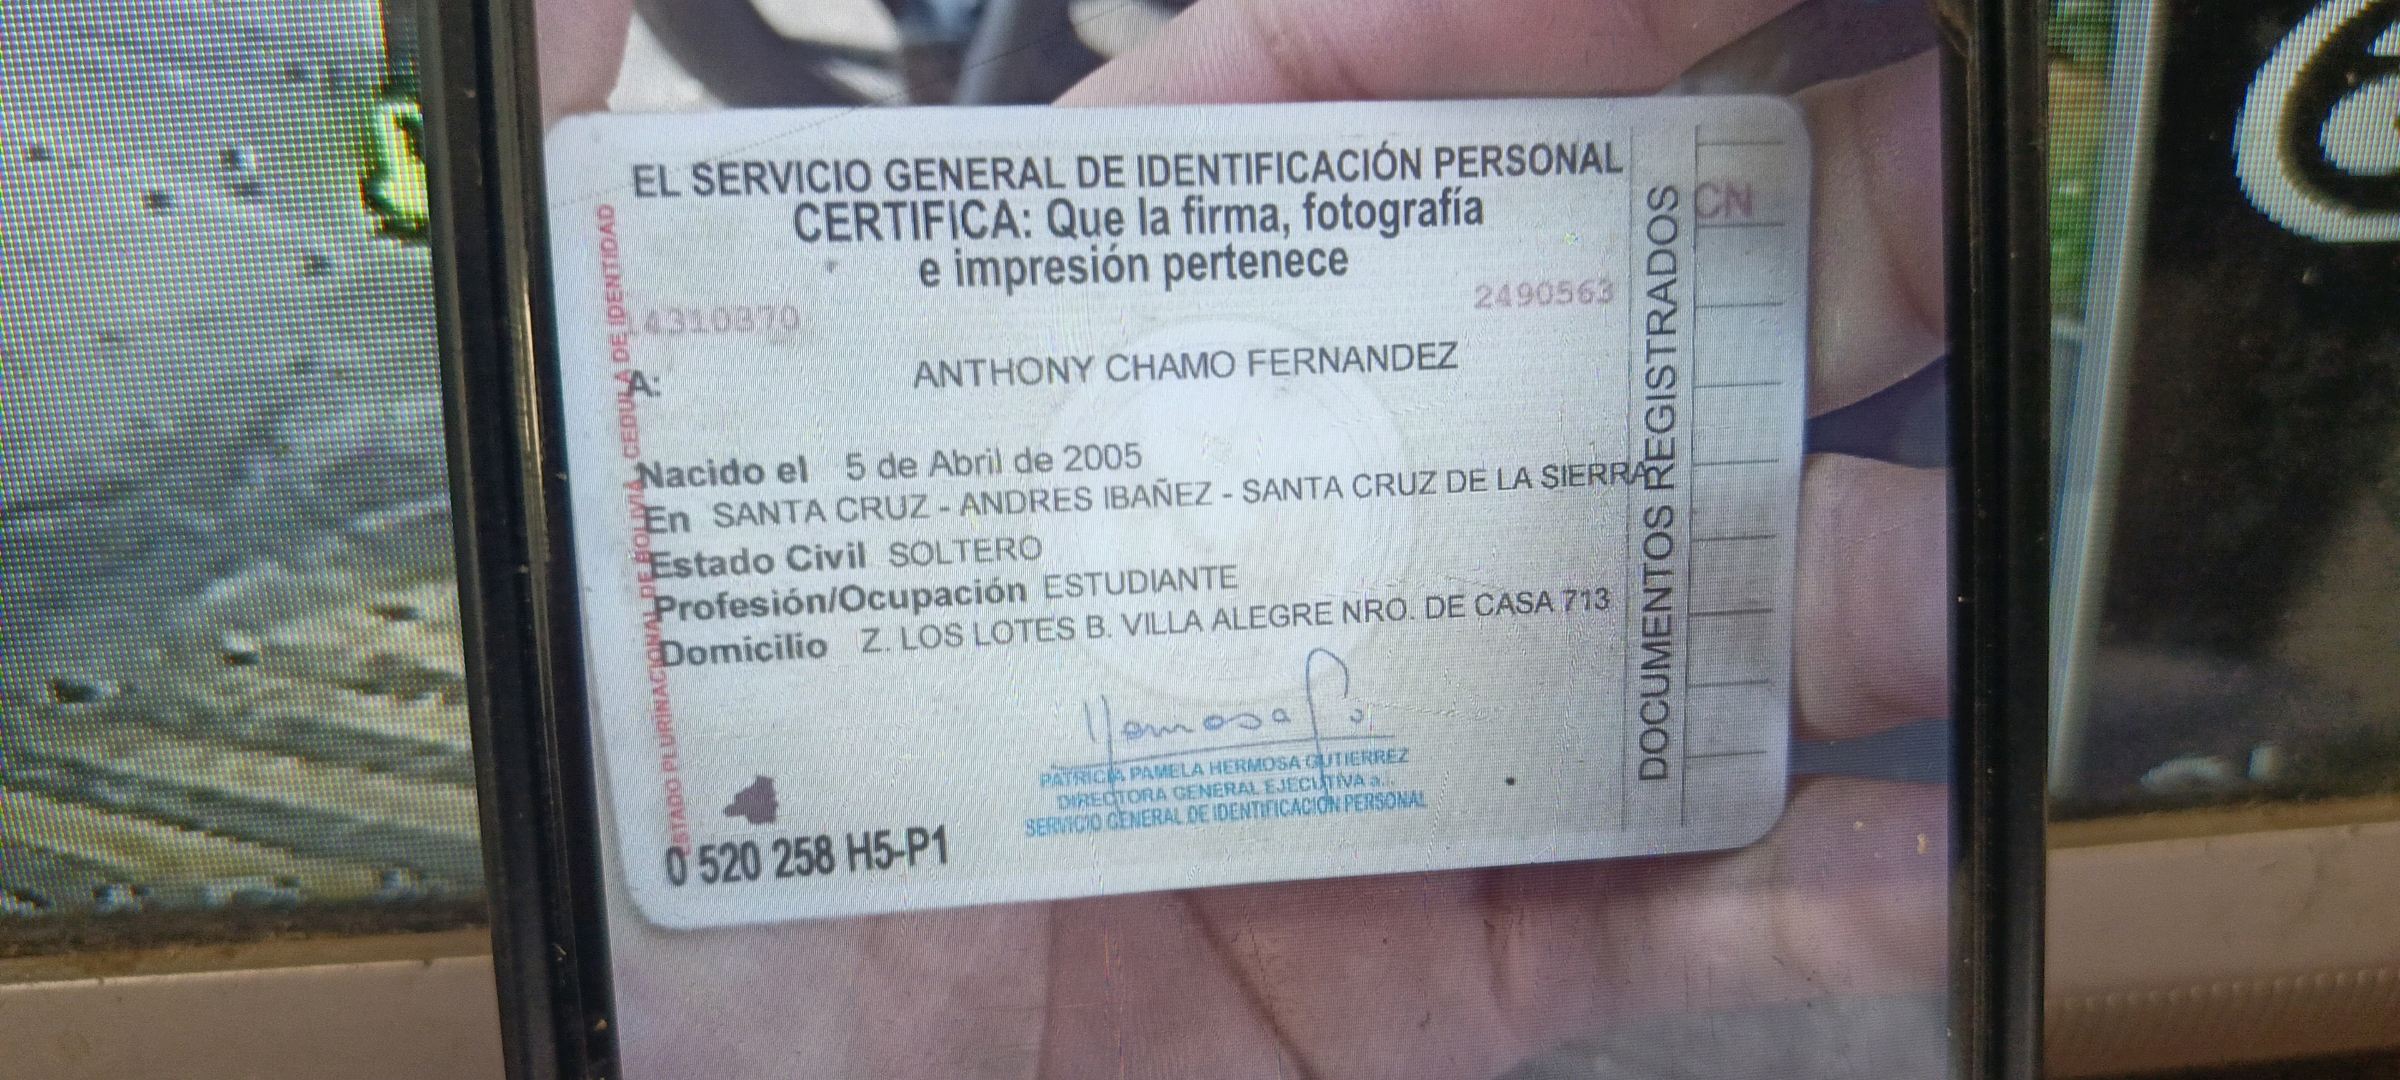 EL SERVICIO GENERAL DE IDENTIFICACIÓN PERSONAL
CERTIFICA: Que la firma, fotografía
e impresión pertenece
2490563
A: ANTHONY CHAMO FERNANDEZ
Nacido el 5 de Abril de 2005
En SANTA CRUZ - ANDRES IBAÑEZ - SANTA CRUZ DE LA SIERRA
Estado Civil SOLTERO
Profesión/Ocupación ESTUDIANTE
Domicilio Z. LOS LOTES B. VILLA ALEGRE NRO. DE CASA 713
PATRICIA PAMELA HERMOSA GUTIERREZ
DIRECTORA GENERAL EJECUTIVA a.i.
SERVICIO GENERAL DE IDENTIFICACIÓN PERSONAL
0 520 258 H5-P1
ESTADO PLURINACIONAL DE BOLIVIA CEDULA DE IDENTIDAD
DOCUMENTOS REGISTRADOS
CN